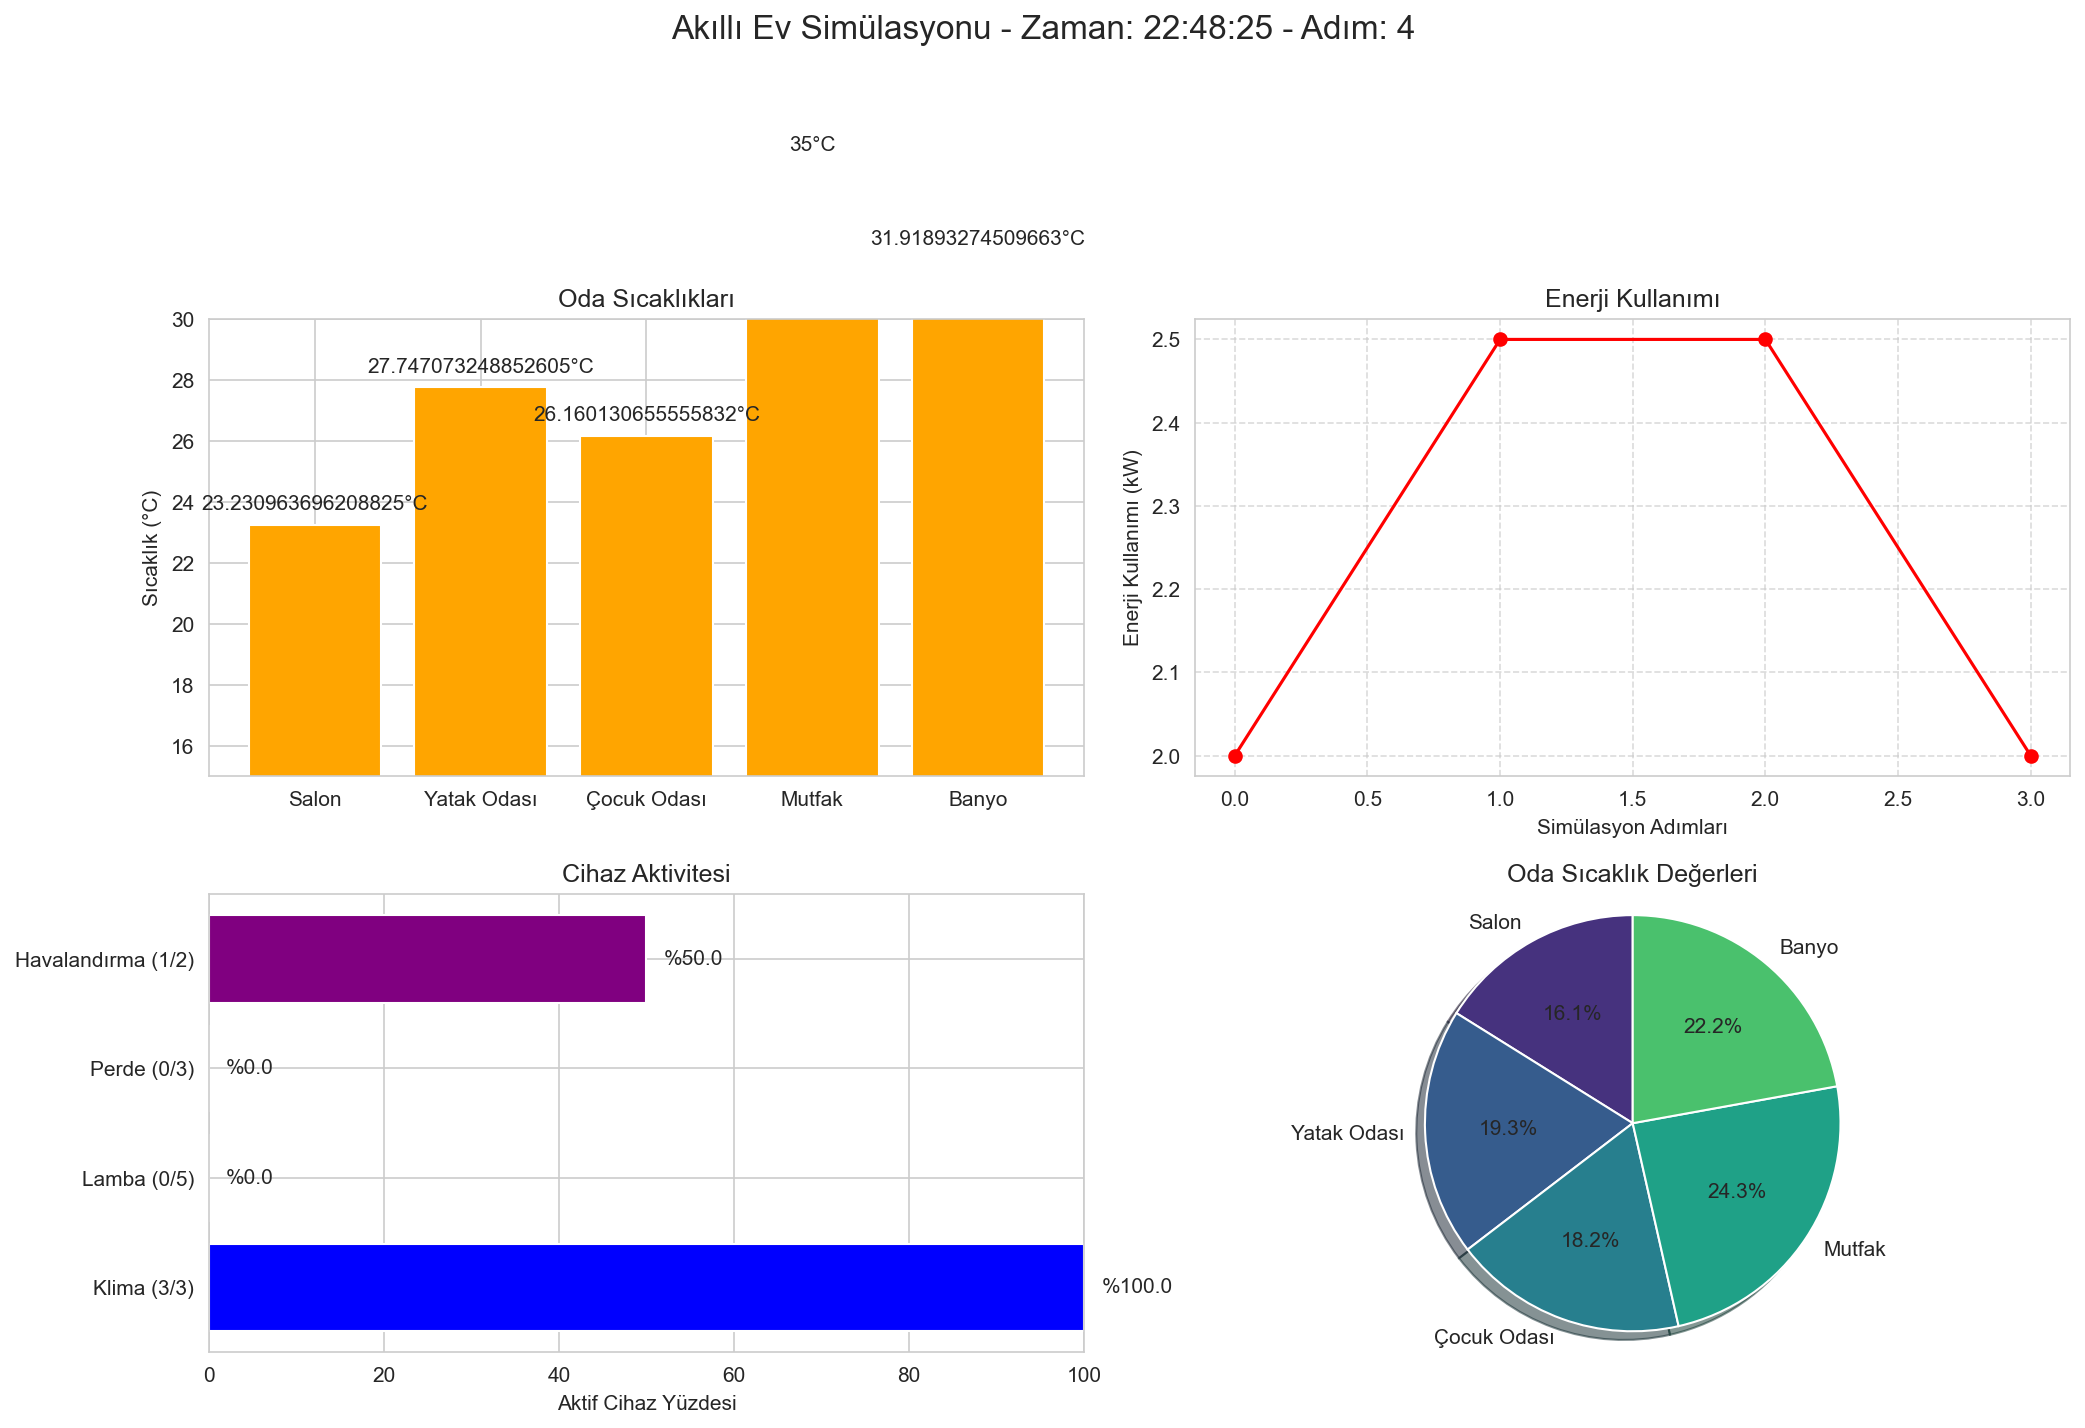 Akıllı Ev Simülasyonu - Zaman: 22:48:25 - Adım: 4
35°C
31.91893274509663°C
Oda Sıcaklıkları
27.747073248852605°C
26.160130655555832°C
23.230963696208825°C
30
28
26
24
22
20
18
16
Sıcaklık (°C)
Salon
Yatak Odası
Çocuk Odası
Mutfak
Banyo
Enerji Kullanımı
2.5
2.4
2.3
2.2
2.1
2.0
Enerji Kullanımı (kW)
0.0
0.5
1.0
1.5
2.0
2.5
3.0
Simülasyon Adımları
Cihaz Aktivitesi
Havalandırma (1/2)
%50.0
Perde (0/3)
%0.0
Lamba (0/5)
%0.0
Klima (3/3)
%100.0
0
20
40
60
80
100
Aktif Cihaz Yüzdesi
Oda Sıcaklık Değerleri
Salon
16.1%
Banyo
22.2%
Yatak Odası
19.3%
Mutfak
24.3%
Çocuk Odası
18.2%